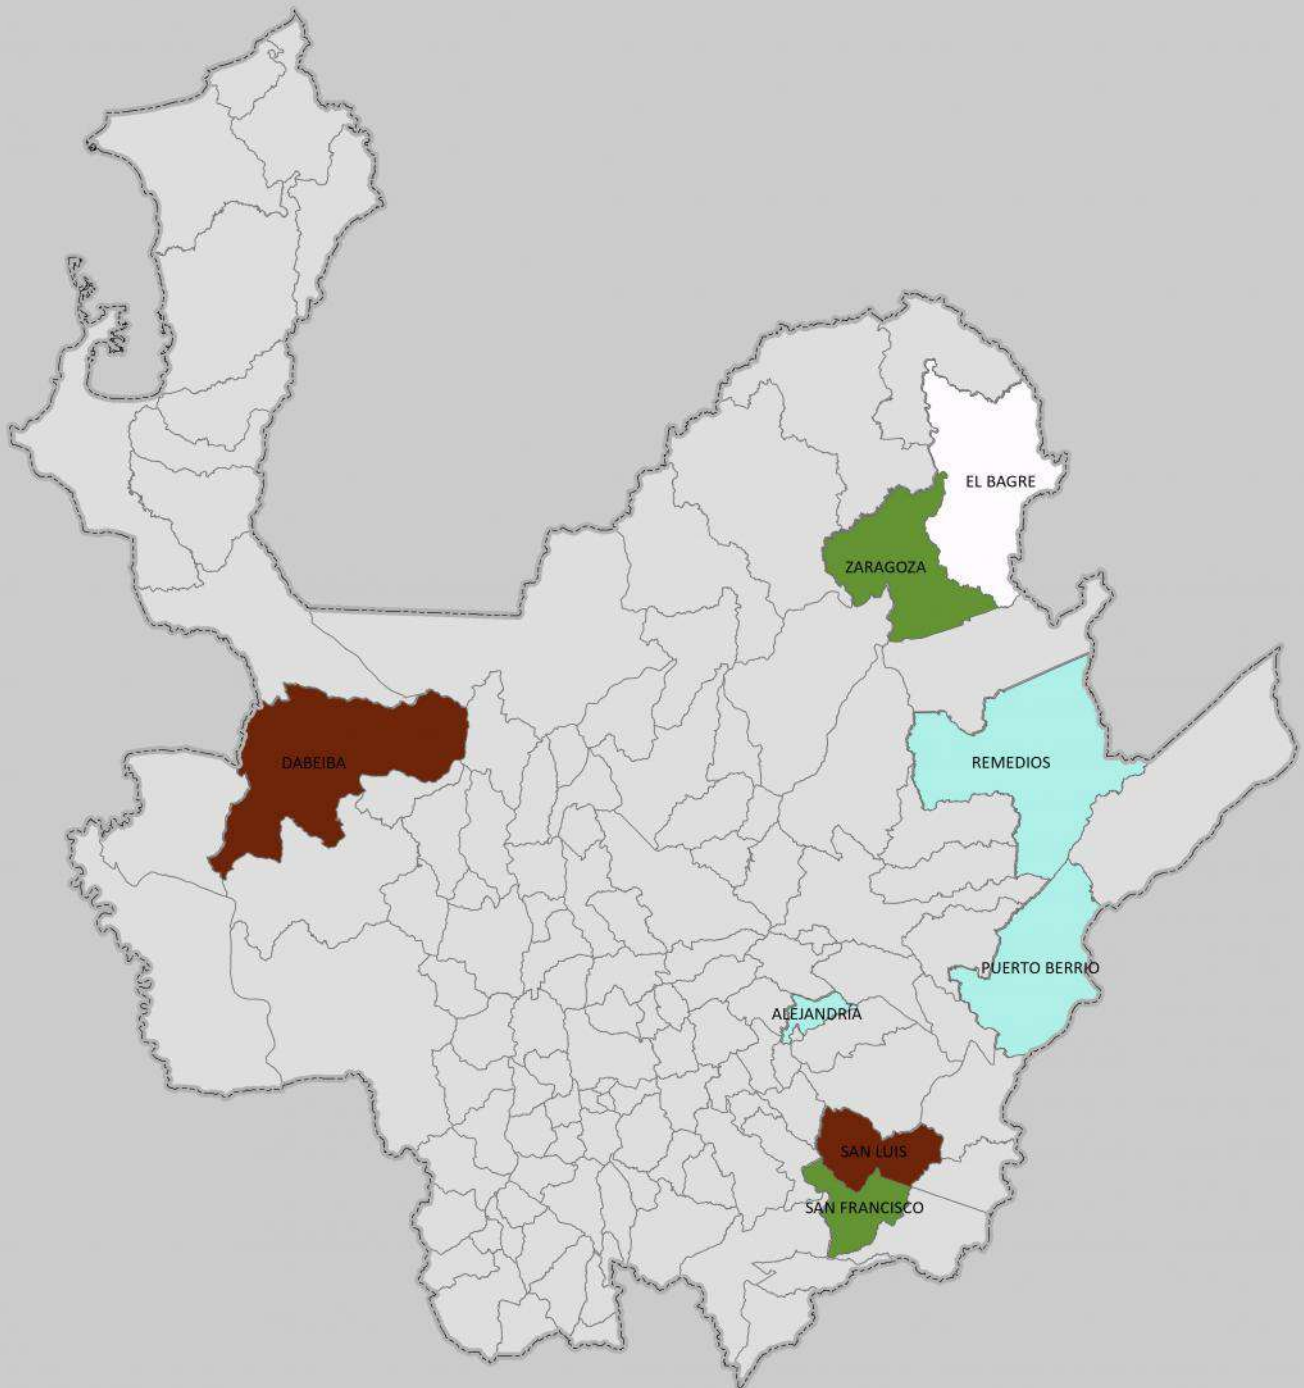 EL BAGRE
ZARAGOZA
DABEIBA
REMEDIOS
PUERTO BERRIO
ALEJANDRÍA
SAN LUIS
SAN FRANCISCO